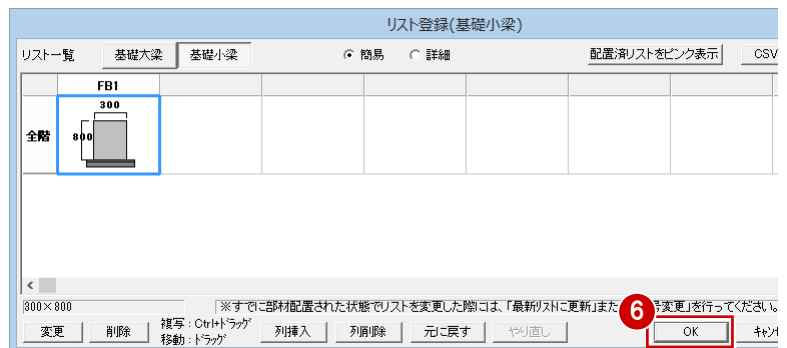 リスト登録(基礎小梁)
リスト一覧 基礎大梁 基礎小梁 簡易 詳細 配置済リストをピンク表示 CSV
FB1
300
全階 800
300×800 ※すでに部材配置された状態でリストを変更した際には、「最新リストに更新」また 号変更」を行ってください。
6
変更 削除 複写:Ctrl+ドラッグ 列挿入 列削除 元に戻す やり直し OK キャン
移動:ドラッグ